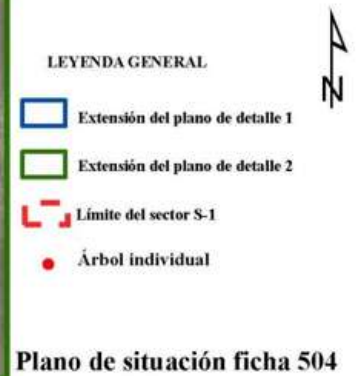 N
LEYENDA GENERAL
Extensión del plano de detalle 1
Extensión del plano de detalle 2
Límite del sector S-1
Árbol individual
Plano de situación ficha 504